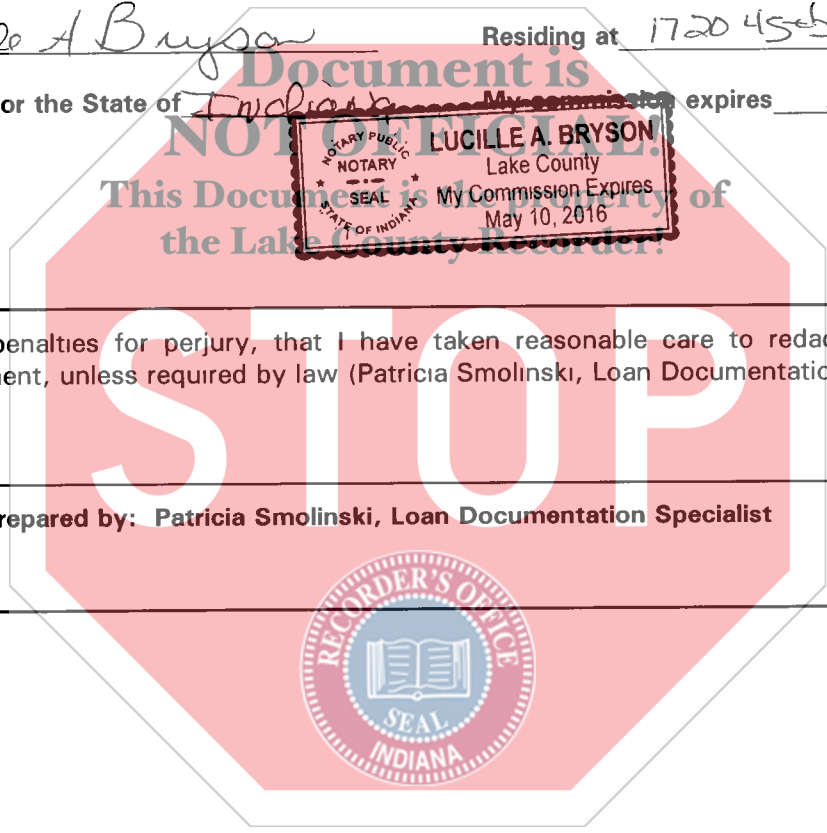 A Bryson Residing at 1720 45th
Document is
or the State of Indiana My commission expires
NOT OFFICIAL!
NOTARY PUBLIC
NOTARY
SEAL
STATE OF INDIANA
LUCILLE A. BRYSON
Lake County
My Commission Expires
May 10, 2016
This Document is the property of
the Lake County Recorder!
penalties for perjury, that I have taken reasonable care to redac
ent, unless required by law (Patricia Smolinski, Loan Documentatio
STOP
repared by: Patricia Smolinski, Loan Documentation Specialist
RECORDER'S OFFICE
SEAL
INDIANA